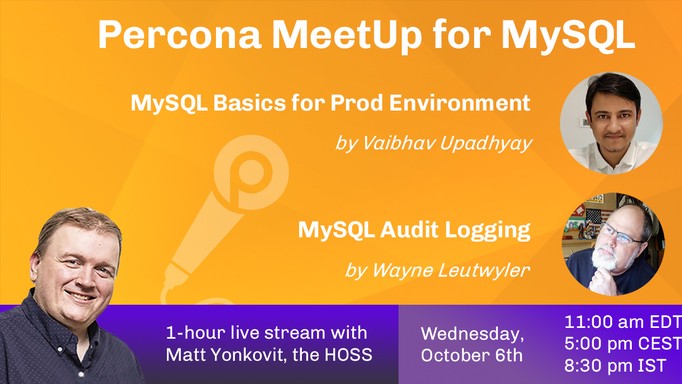 Percona MeetUp for MySQL
MySQL Basics for Prod Environment
by Vaibhav Upadhyay
MySQL Audit Logging
by Wayne Leutwyler
1-hour live stream with
Matt Yonkovit, the HOSS
Wednesday,
October 6th
11:00 am EDT
5:00 pm CEST
8:30 pm IST